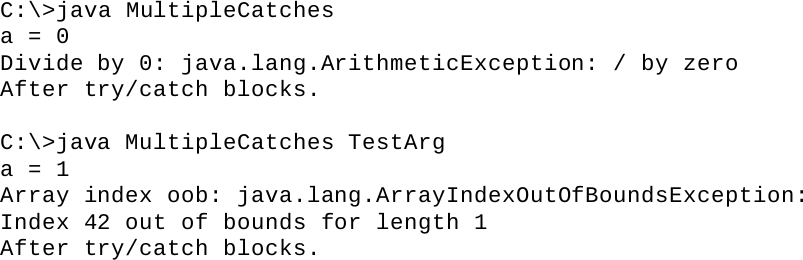 C:\>java MultipleCatches
a = 0
Divide by 0: java.lang.ArithmeticException: / by zero
After try/catch blocks.
C:\>java MultipleCatches TestArg
a = 1
Array index oob: java.lang.ArrayIndexOutOfBoundsException:
Index 42 out of bounds for length 1
After try/catch blocks.